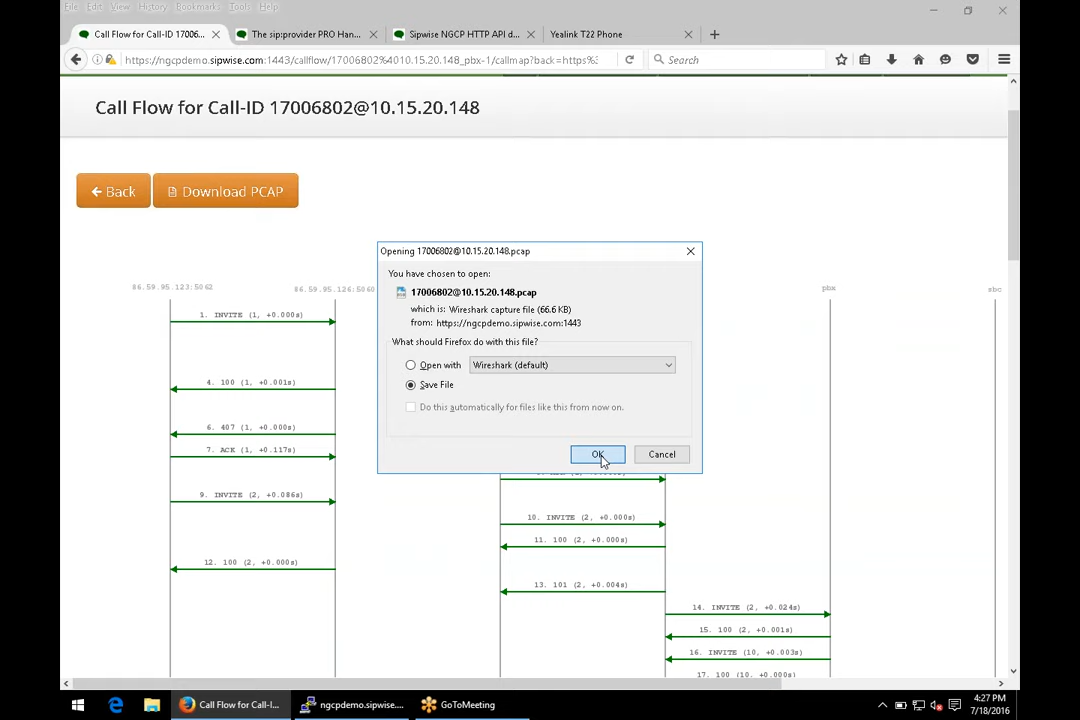 File Edit View History Bookmarks Tools Help
Call Flow for Call-ID 17006...
The sip:provider PRO Han...
Sipwise NGCP HTTP API d...
Yealink T22 Phone
https://ngcpdemo.sipwise.com:1443/callflow/17006802%4010.15.20.148_pbx-1/callmap?back=https%3
Search
Call Flow for Call-ID 17006802@10.15.20.148
Back
Download PCAP
Opening 17006802@10.15.20.148.pcap
You have chosen to open:
17006802@10.15.20.148.pcap
which is: Wireshark capture file (66.6 KB)
from: https://ngcpdemo.sipwise.com:1443
What should Firefox do with this file?
Open with Wireshark (default)
Save File
Do this automatically for files like this from now on.
OK
Cancel
86.59.95.123:5062
86.59.95.126:5060
pbx
sbc
1. INVITE (1, +0.000s)
4. 100 (1, +0.001s)
6. 407 (1, +0.000s)
7. ACK (1, +0.117s)
9. INVITE (2, +0.086s)
10. INVITE (2, +0.000s)
11. 100 (2, +0.000s)
12. 100 (2, +0.000s)
13. 101 (2, +0.004s)
14. INVITE (2, +0.024s)
15. 100 (2, +0.001s)
16. INVITE (10, +0.003s)
17. 100 (10, +0.000s)
Call Flow for Call-I...
ngcpdemo.sipwise....
GoToMeeting
4:27 PM
7/18/2016